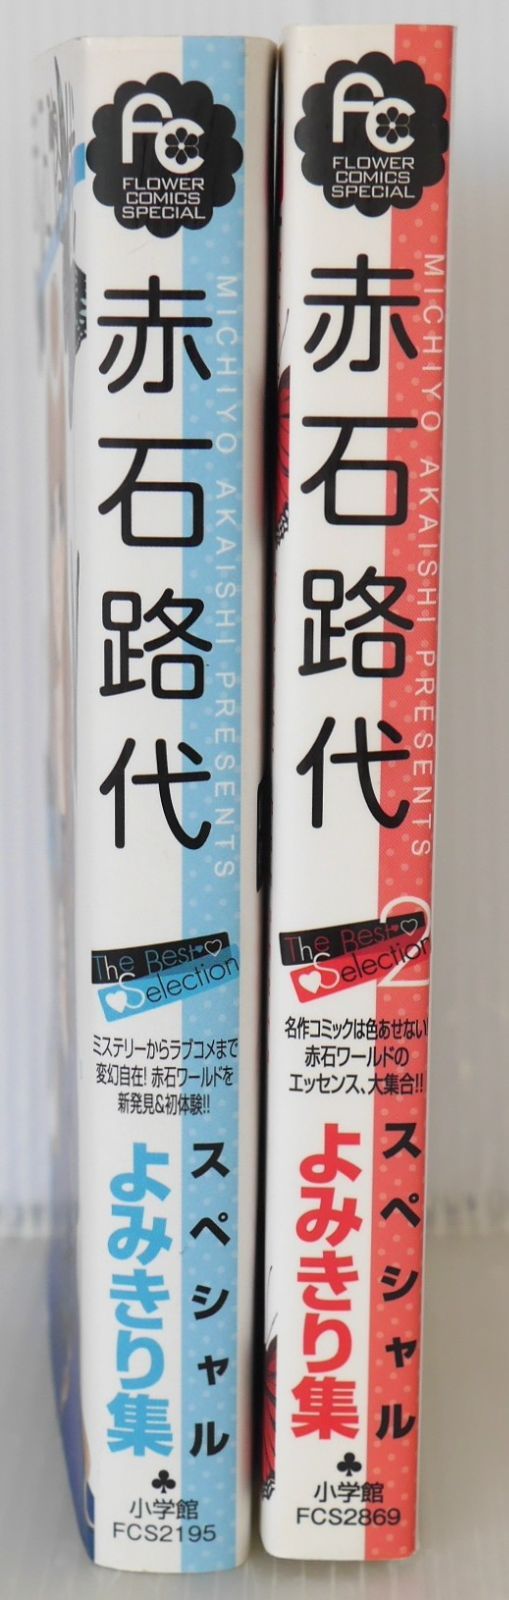 FC
FLOWER
COMICS
SPECIAL
赤石路代
MICHIYO AKAISHI PRESENTS
The Best
Selection
ミステリーからラブコメまで
変幻自在! 赤石ワールドを
新発見&初体験!!
スペシャル
よみきり集
小学館
FCS2195
FC
FLOWER
COMICS
SPECIAL
赤石路代
MICHIYO AKAISHI PRESENTS
The Best
Selection 2
名作コミックは色あせない!
赤石ワールドの
エッセンス、大集合!!
スペシャル
よみきり集
小学館
FCS2869